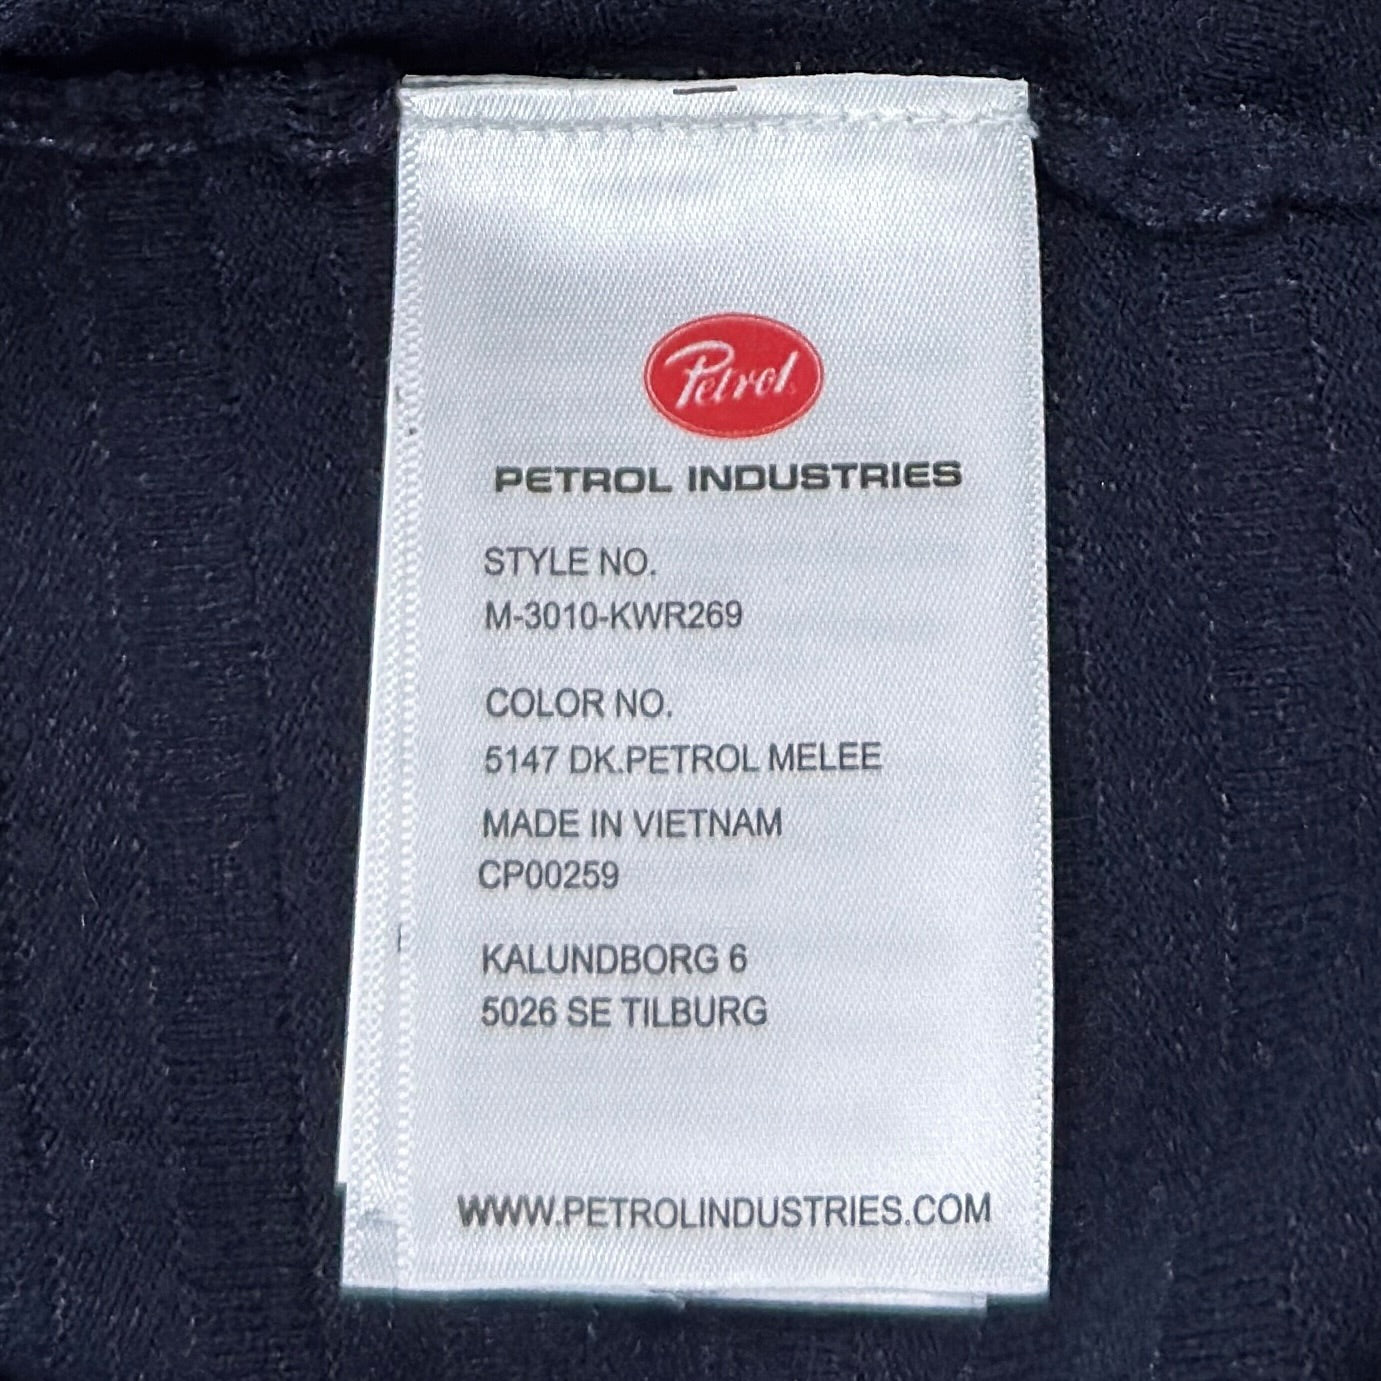 Petrol
PETROL INDUSTRIES
STYLE NO.
M-3010-KWR269
COLOR NO.
5147 DK.PETROL MELEE
MADE IN VIETNAM
CP00259
KALUNDBORG 6
5026 SE TILBURG
WWW.PETROLINDUSTRIES.COM